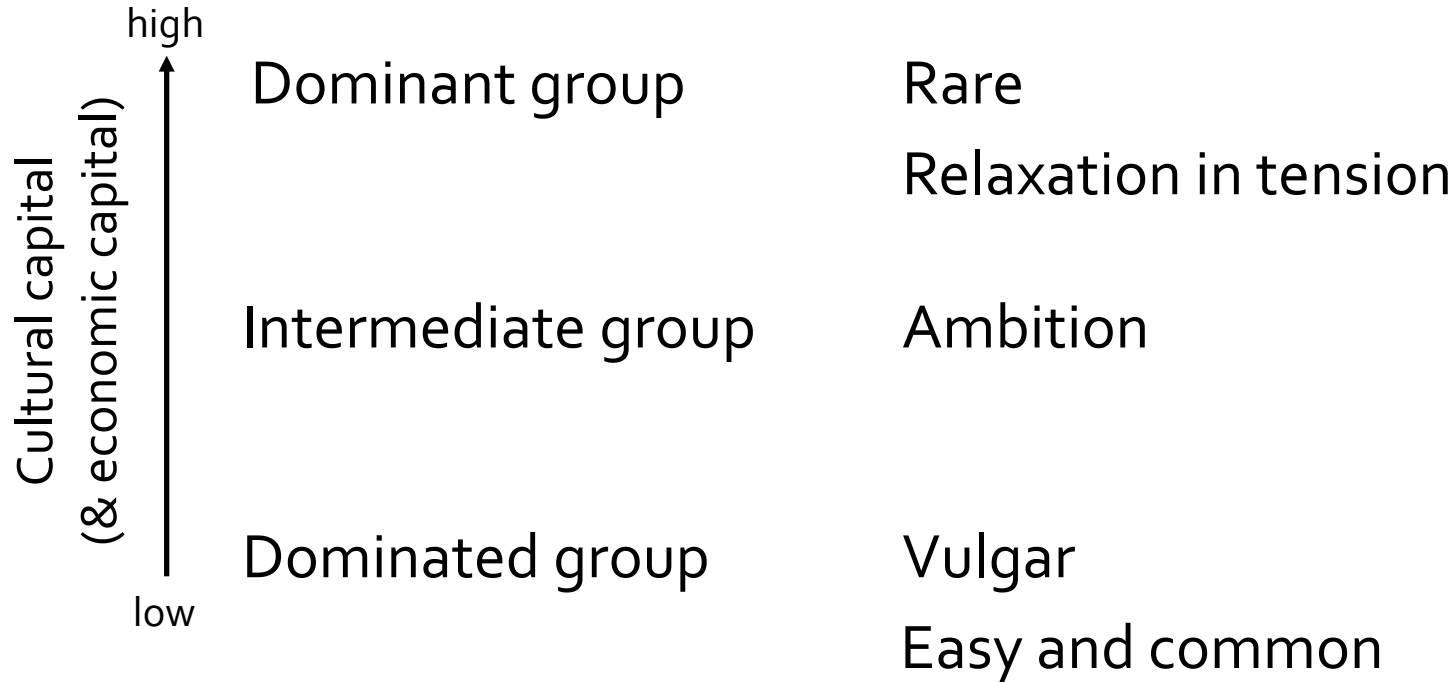 high
Cultural capital
(& economic capital)
Dominant group
Rare
Relaxation in tension
Intermediate group
Ambition
Dominated group
Vulgar
Easy and common
low